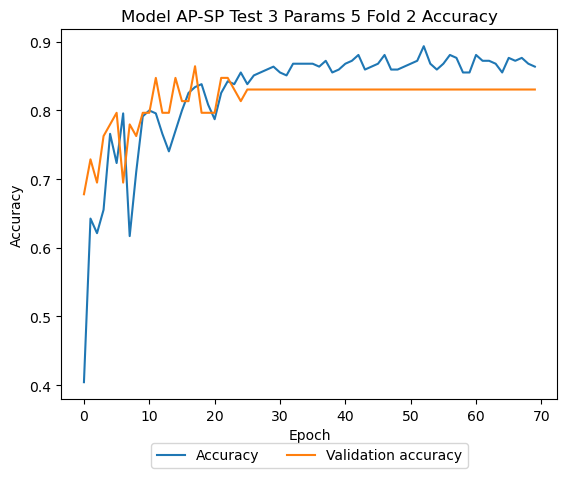 Model AP-SP Test 3 Params 5 Fold 2 Accuracy
0.9
0.8
0.7
0.6
0.5
0.4
Accuracy
0 10 20 30 40 50 60 70
Epoch
Accuracy Validation accuracy